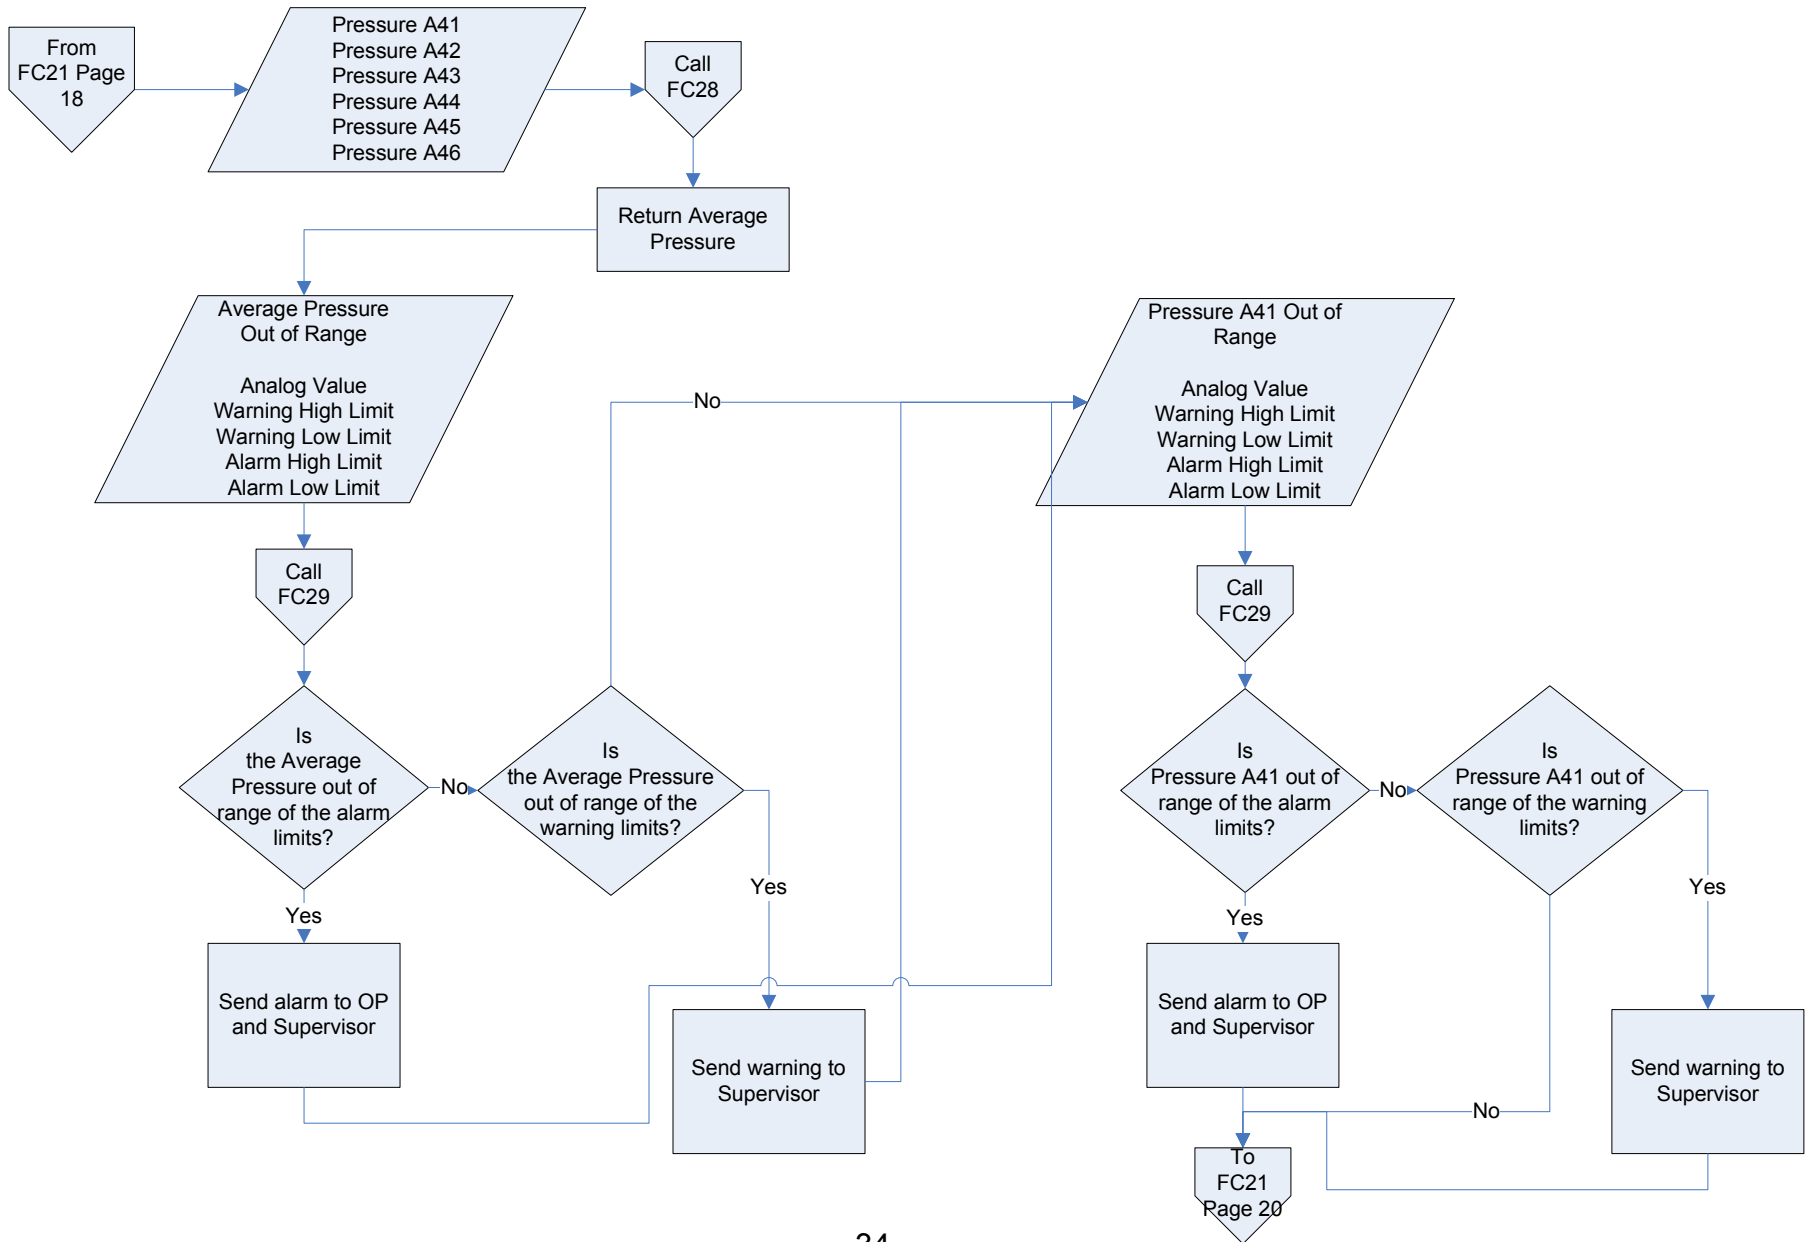 From
FC21 Page
18
Pressure A41
Pressure A42
Pressure A43
Pressure A44
Pressure A45
Pressure A46
Call
FC28
Return Average
Pressure
Average Pressure
Out of Range
Analog Value
Warning High Limit
Warning Low Limit
Alarm High Limit
Alarm Low Limit
Call
FC29
Is
the Average
Pressure out of
range of the alarm
limits?
No
Is
the Average Pressure
out of range of the
warning limits?
No
Yes
Yes
Send alarm to OP
and Supervisor
Send warning to
Supervisor
Pressure A41 Out of
Range
Analog Value
Warning High Limit
Warning Low Limit
Alarm High Limit
Alarm Low Limit
Call
FC29
Is
Pressure A41 out of
range of the alarm
limits?
No
Is
Pressure A41 out of
range of the warning
limits?
Yes
Yes
Send alarm to OP
and Supervisor
Send warning to
Supervisor
No
To
FC21
Page 20